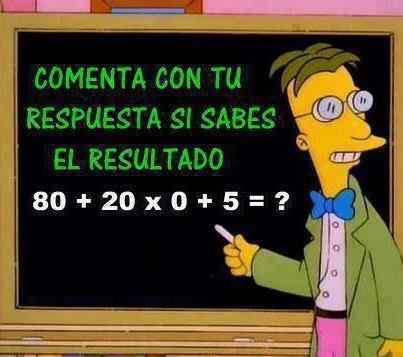 COMENTA CON TU
RESPUESTA SI SABES
EL RESULTADO
80 + 20 x 0 + 5 = ?